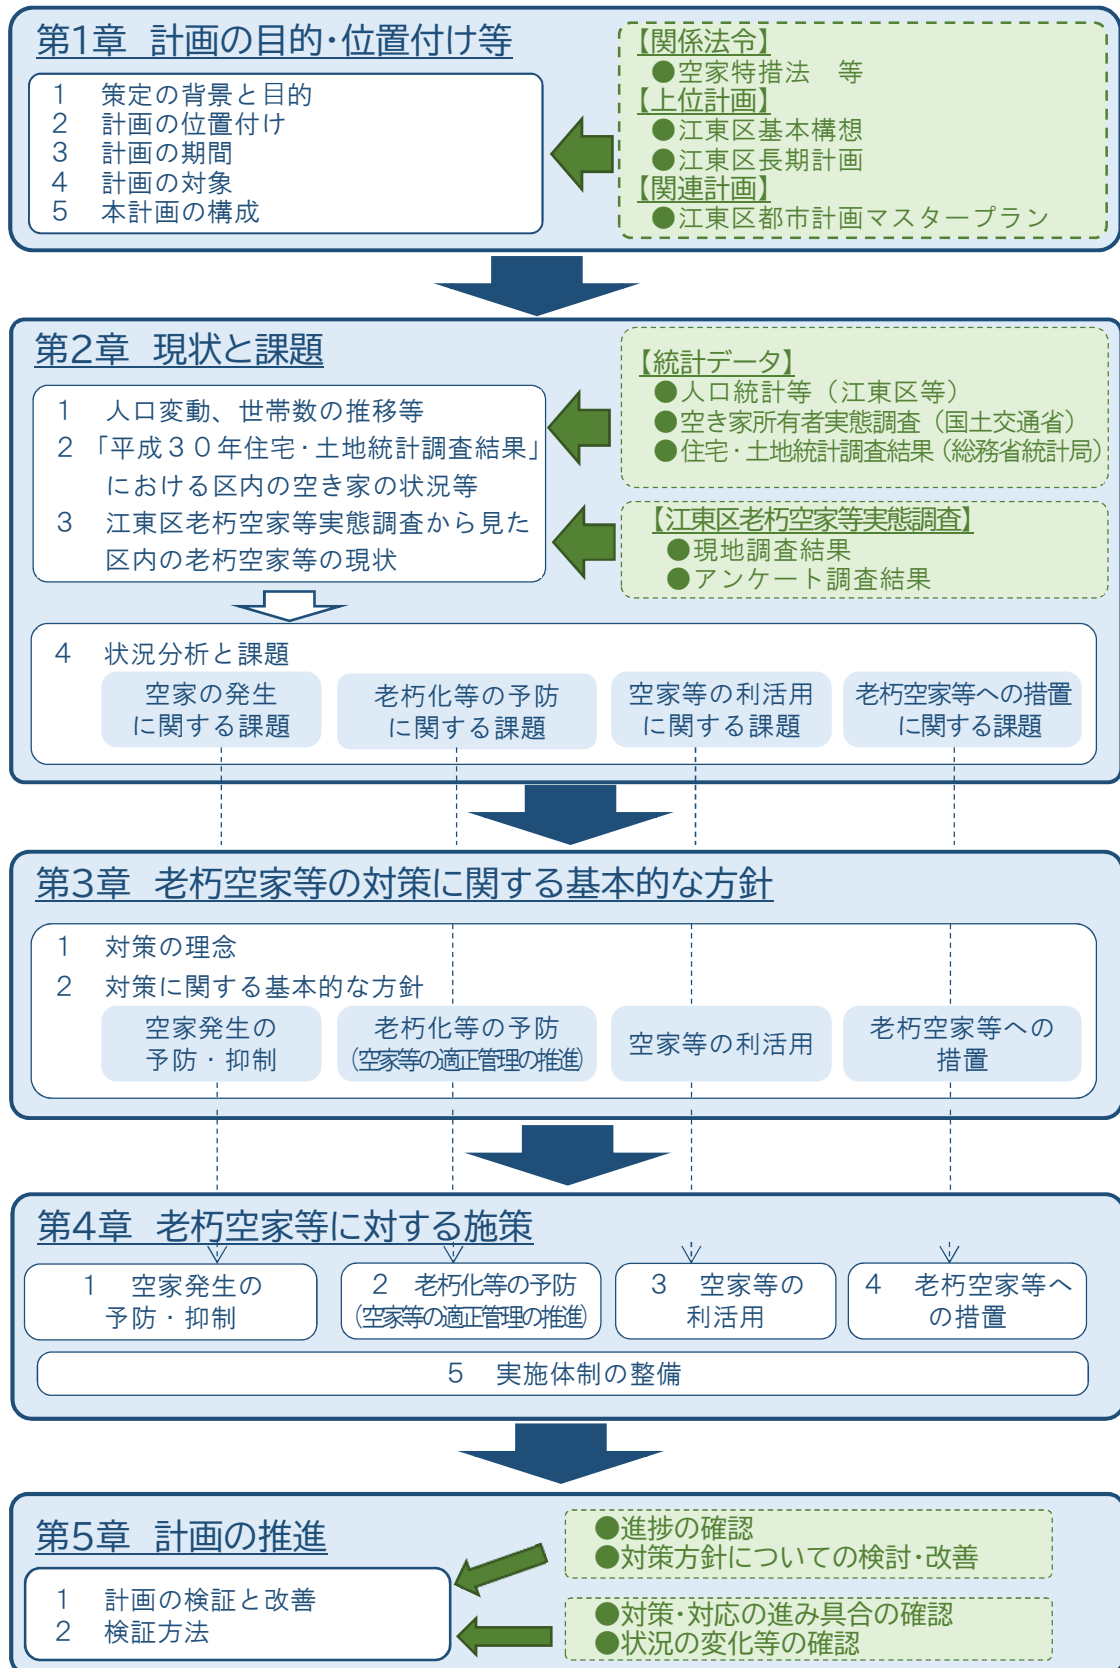 第1章 計画の目的・位置付け等
1 策定の背景と目的
2 計画の位置付け
3 計画の期間
4 計画の対象
5 本計画の構成
【関係法令】
●空家特措法 等
【上位計画】
●江東区基本構想
●江東区長期計画
【関連計画】
●江東区都市計画マスタープラン
第2章 現状と課題
1 人口変動、世帯数の推移等
2 「平成30年住宅・土地統計調査結果」
における区内の空き家の状況等
3 江東区老朽空家等実態調査から見た
区内の老朽空家等の現状
【統計データ】
●人口統計等（江東区等）
●空き家所有者実態調査（国土交通省）
●住宅・土地統計調査結果（総務省統計局）
【江東区老朽空家等実態調査】
●現地調査結果
●アンケート調査結果
4 状況分析と課題
空家の発生
に関する課題
老朽化等の予防
に関する課題
空家等の利活用
に関する課題
老朽空家等への措置
に関する課題
第3章 老朽空家等の対策に関する基本的な方針
1 対策の理念
2 対策に関する基本的な方針
空家発生の
予防・抑制
老朽化等の予防
（空家等の適正管理の推進）
空家等の利活用
老朽空家等への
措置
第4章 老朽空家等に対する施策
1 空家発生の
予防・抑制
2 老朽化等の予防
（空家等の適正管理の推進）
3 空家等の
利活用
4 老朽空家等へ
の措置
5 実施体制の整備
第5章 計画の推進
1 計画の検証と改善
2 検証方法
●進捗の確認
●対策方針についての検討・改善
●対策・対応の進み具合の確認
●状況の変化等の確認